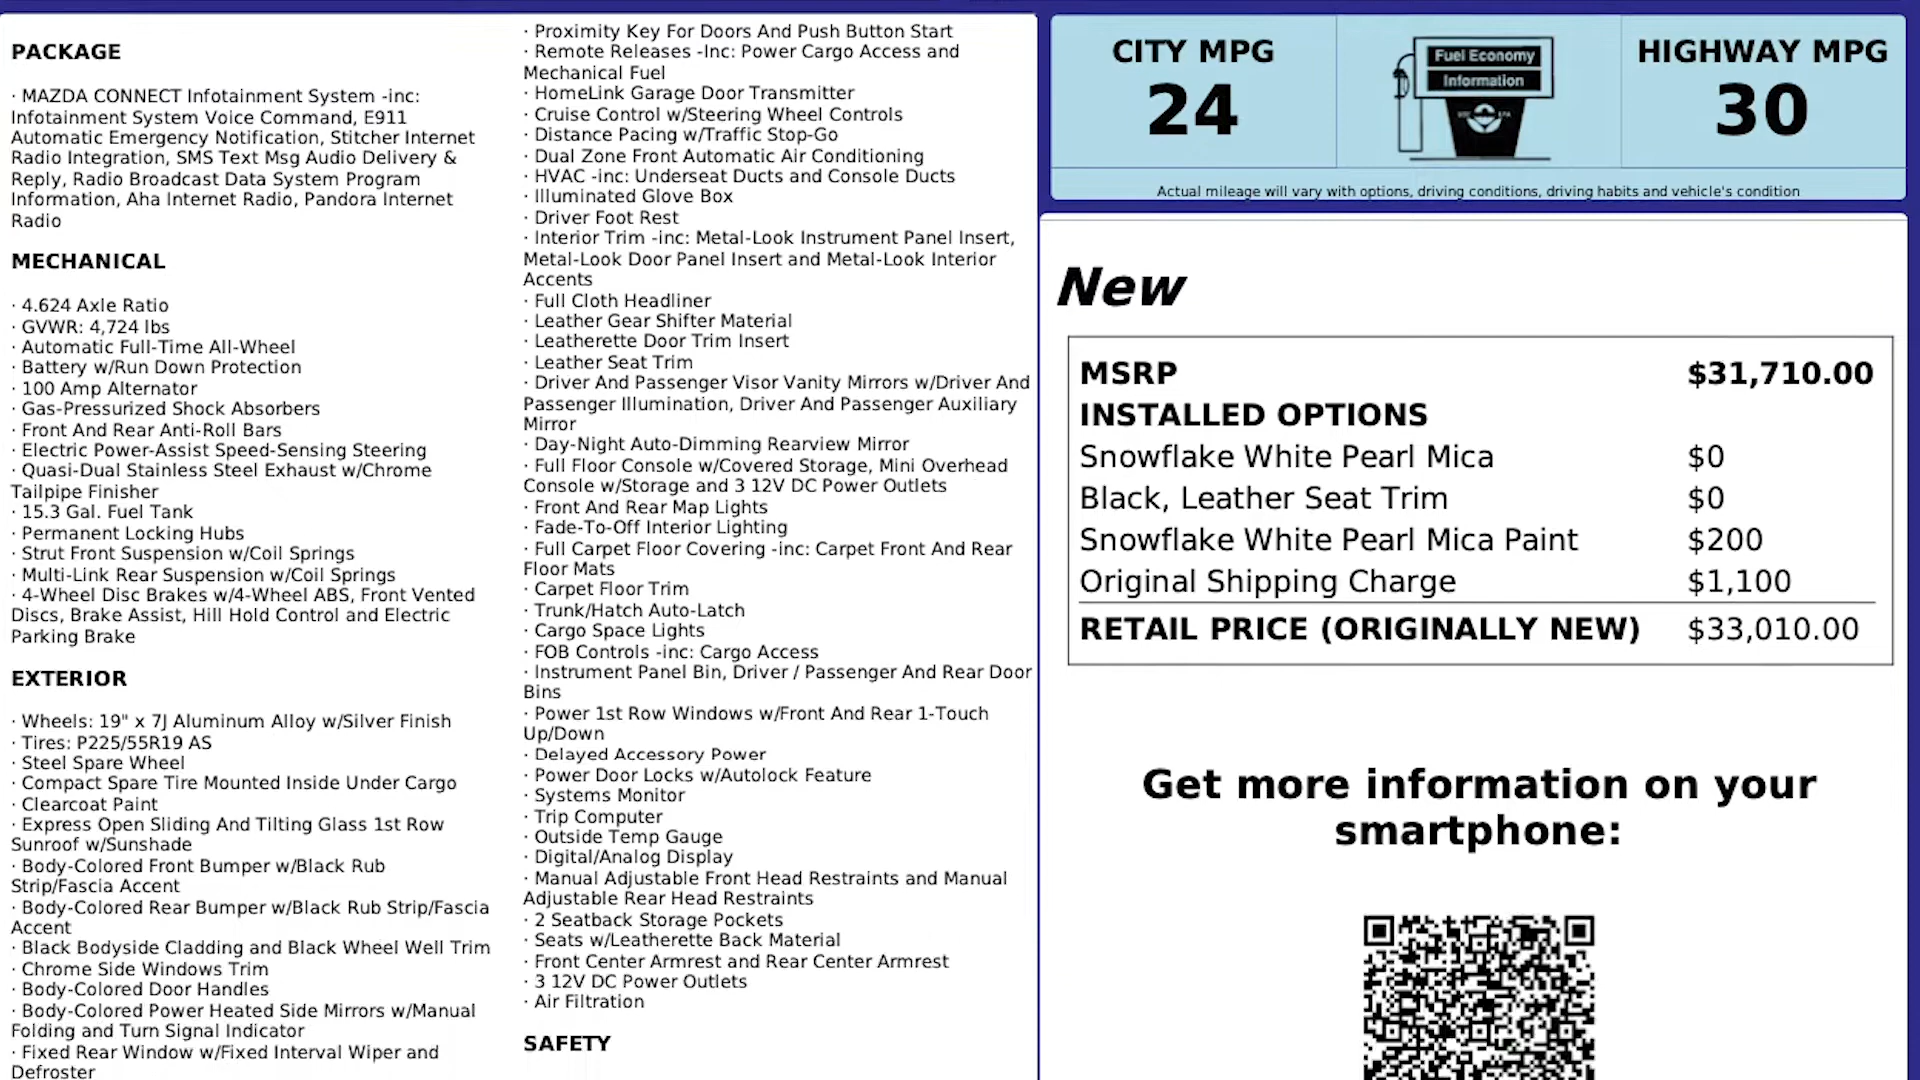 PACKAGE
· MAZDA CONNECT Infotainment System -inc:
Infotainment System Voice Command, E911
Automatic Emergency Notification, Stitcher Internet
Radio Integration, SMS Text Msg Audio Delivery &
Reply, Radio Broadcast Data System Program
Information, Aha Internet Radio, Pandora Internet
Radio
MECHANICAL
· 4.624 Axle Ratio
· GVWR: 4,724 lbs
· Automatic Full-Time All-Wheel
· Battery w/Run Down Protection
· 100 Amp Alternator
· Gas-Pressurized Shock Absorbers
· Front And Rear Anti-Roll Bars
· Electric Power-Assist Speed-Sensing Steering
· Quasi-Dual Stainless Steel Exhaust w/Chrome
Tailpipe Finisher
· 15.3 Gal. Fuel Tank
· Permanent Locking Hubs
· Strut Front Suspension w/Coil Springs
· Multi-Link Rear Suspension w/Coil Springs
· 4-Wheel Disc Brakes w/4-Wheel ABS, Front Vented
Discs, Brake Assist, Hill Hold Control and Electric
Parking Brake
EXTERIOR
· Wheels: 19" x 7J Aluminum Alloy w/Silver Finish
· Tires: P225/55R19 AS
· Steel Spare Wheel
· Compact Spare Tire Mounted Inside Under Cargo
· Clearcoat Paint
· Express Open Sliding And Tilting Glass 1st Row
Sunroof w/Sunshade
· Body-Colored Front Bumper w/Black Rub
Strip/Fascia Accent
· Body-Colored Rear Bumper w/Black Rub Strip/Fascia
Accent
· Black Bodyside Cladding and Black Wheel Well Trim
· Chrome Side Windows Trim
· Body-Colored Door Handles
· Body-Colored Power Heated Side Mirrors w/Manual
Folding and Turn Signal Indicator
· Fixed Rear Window w/Fixed Interval Wiper and
Defroster
· Proximity Key For Doors And Push Button Start
· Remote Releases -Inc: Power Cargo Access and
Mechanical Fuel
· HomeLink Garage Door Transmitter
· Cruise Control w/Steering Wheel Controls
· Distance Pacing w/Traffic Stop-Go
· Dual Zone Front Automatic Air Conditioning
· HVAC -inc: Underseat Ducts and Console Ducts
· Illuminated Glove Box
· Driver Foot Rest
· Interior Trim -inc: Metal-Look Instrument Panel Insert,
Metal-Look Door Panel Insert and Metal-Look Interior
Accents
· Full Cloth Headliner
· Leather Gear Shifter Material
· Leatherette Door Trim Insert
· Leather Seat Trim
· Driver And Passenger Visor Vanity Mirrors w/Driver And
Passenger Illumination, Driver And Passenger Auxiliary
Mirror
· Day-Night Auto-Dimming Rearview Mirror
· Full Floor Console w/Covered Storage, Mini Overhead
Console w/Storage and 3 12V DC Power Outlets
· Front And Rear Map Lights
· Fade-To-Off Interior Lighting
· Full Carpet Floor Covering -inc: Carpet Front And Rear
Floor Mats
· Carpet Floor Trim
· Trunk/Hatch Auto-Latch
· Cargo Space Lights
· FOB Controls -inc: Cargo Access
· Instrument Panel Bin, Driver / Passenger And Rear Door
Bins
· Power 1st Row Windows w/Front And Rear 1-Touch
Up/Down
· Delayed Accessory Power
· Power Door Locks w/Autolock Feature
· Systems Monitor
· Trip Computer
· Outside Temp Gauge
· Digital/Analog Display
· Manual Adjustable Front Head Restraints and Manual
Adjustable Rear Head Restraints
· 2 Seatback Storage Pockets
· Seats w/Leatherette Back Material
· Front Center Armrest and Rear Center Armrest
· 3 12V DC Power Outlets
· Air Filtration
SAFETY
CITY MPG
24
Fuel Economy
Information
HIGHWAY MPG
30
Actual mileage will vary with options, driving conditions, driving habits and vehicle's condition
New
MSRP $31,710.00
INSTALLED OPTIONS
Snowflake White Pearl Mica $0
Black, Leather Seat Trim $0
Snowflake White Pearl Mica Paint $200
Original Shipping Charge $1,100
RETAIL PRICE (ORIGINALLY NEW) $33,010.00
Get more information on your
smartphone: